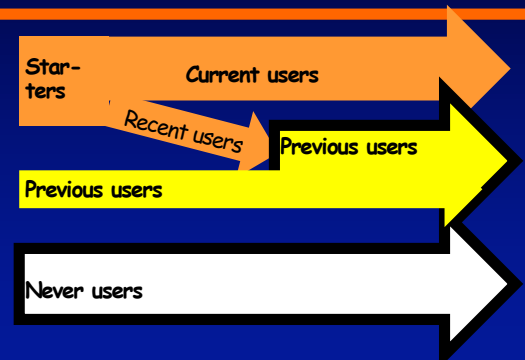 Star-
ters
Current users
Recent users
Previous users
Previous users
Never users